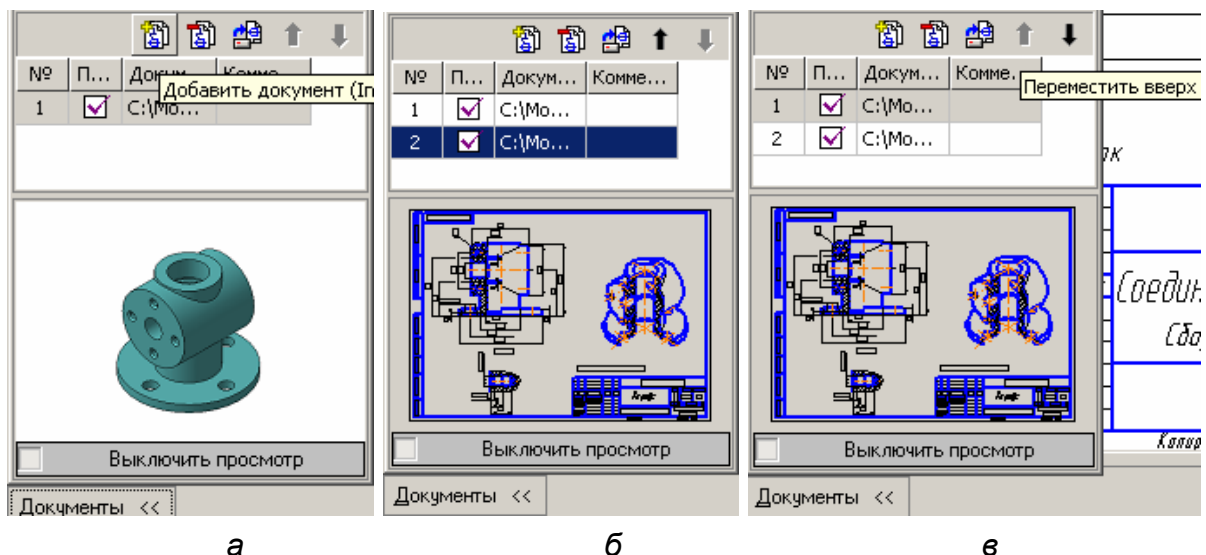 № П... Докум... Комме...
Добавить документ (In
1 C:\Mo...
Выключить просмотр
Документы <<
а
№ П... Докум... Комме...
1 C:\Mo...
2 C:\Mo...
Выключить просмотр
Документы <<
б
№ П... Докум... Комме.
Переместить вверх
1 C:\Mo...
2 C:\Mo...
Выключить просмотр
Документы <<
Соедин
Сбо
Копир
в